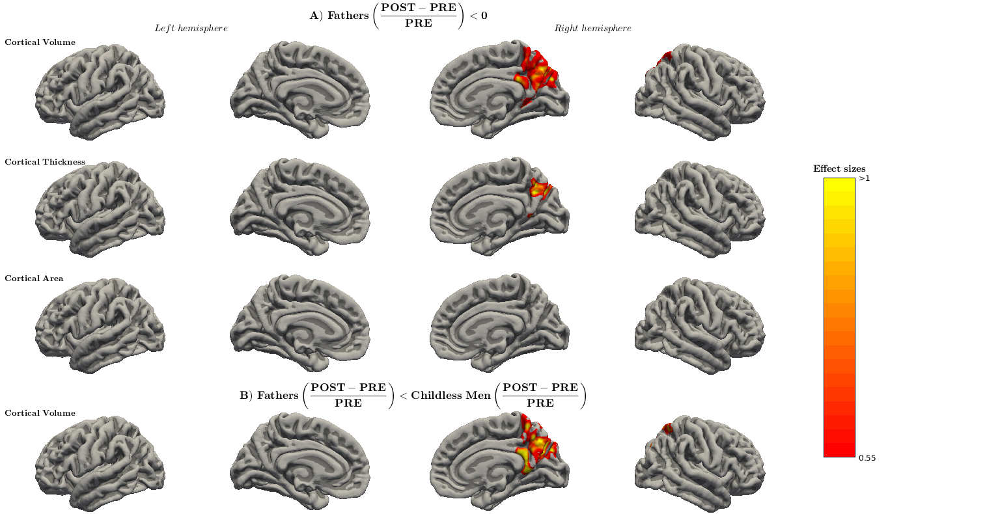 A) Fathers (POST − PRE / PRE) < 0
Left hemisphere
Right hemisphere
Cortical Volume
Cortical Thickness
Effect sizes
>1
Cortical Area
B) Fathers (POST − PRE / PRE) < Childless Men (POST − PRE / PRE)
Cortical Volume
0.55